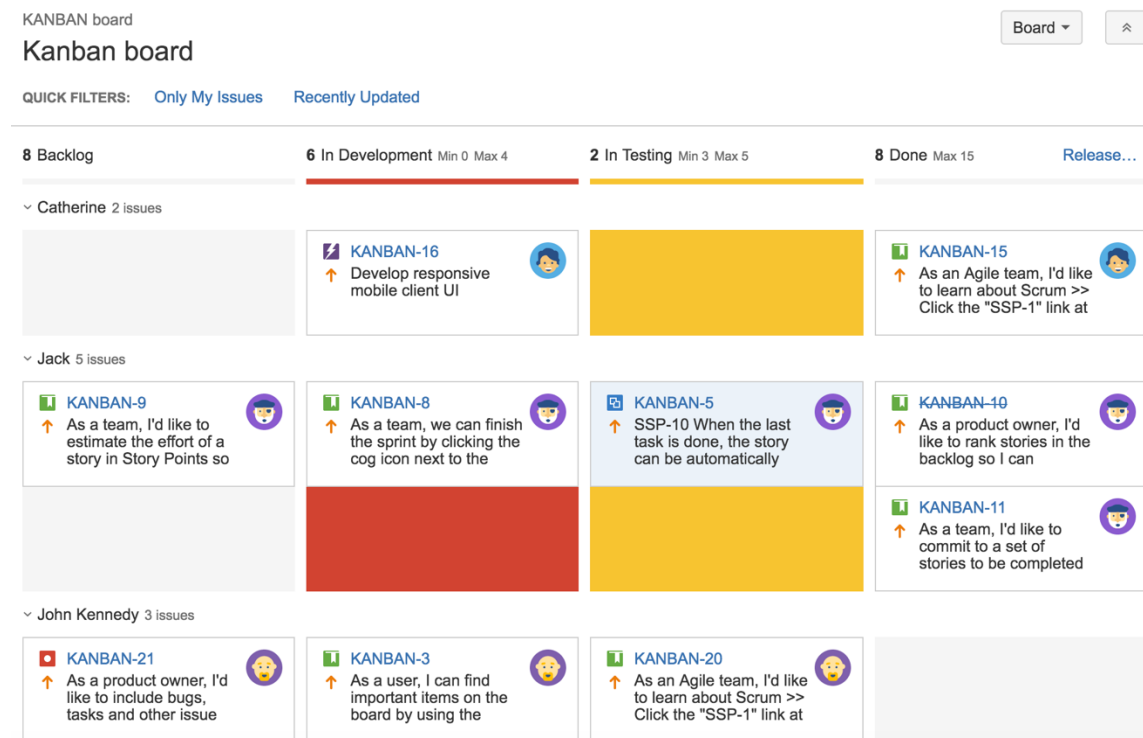 KANBAN board
Kanban board
Board
QUICK FILTERS: Only My Issues Recently Updated
8 Backlog
6 In Development Min 0 Max 4
2 In Testing Min 3 Max 5
8 Done Max 15
Release...
Catherine 2 issues
KANBAN-16
Develop responsive
mobile client UI
KANBAN-15
As an Agile team, I'd like
to learn about Scrum >>
Click the "SSP-1" link at
Jack 5 issues
KANBAN-9
As a team, I'd like to
estimate the effort of a
story in Story Points so
KANBAN-8
As a team, we can finish
the sprint by clicking the
cog icon next to the
KANBAN-5
SSP-10 When the last
task is done, the story
can be automatically
KANBAN-10
As a product owner, I'd
like to rank stories in the
backlog so I can
KANBAN-11
As a team, I'd like to
commit to a set of
stories to be completed
John Kennedy 3 issues
KANBAN-21
As a product owner, I'd
like to include bugs,
tasks and other issue
KANBAN-3
As a user, I can find
important items on the
board by using the
KANBAN-20
As an Agile team, I'd like
to learn about Scrum >>
Click the "SSP-1" link at